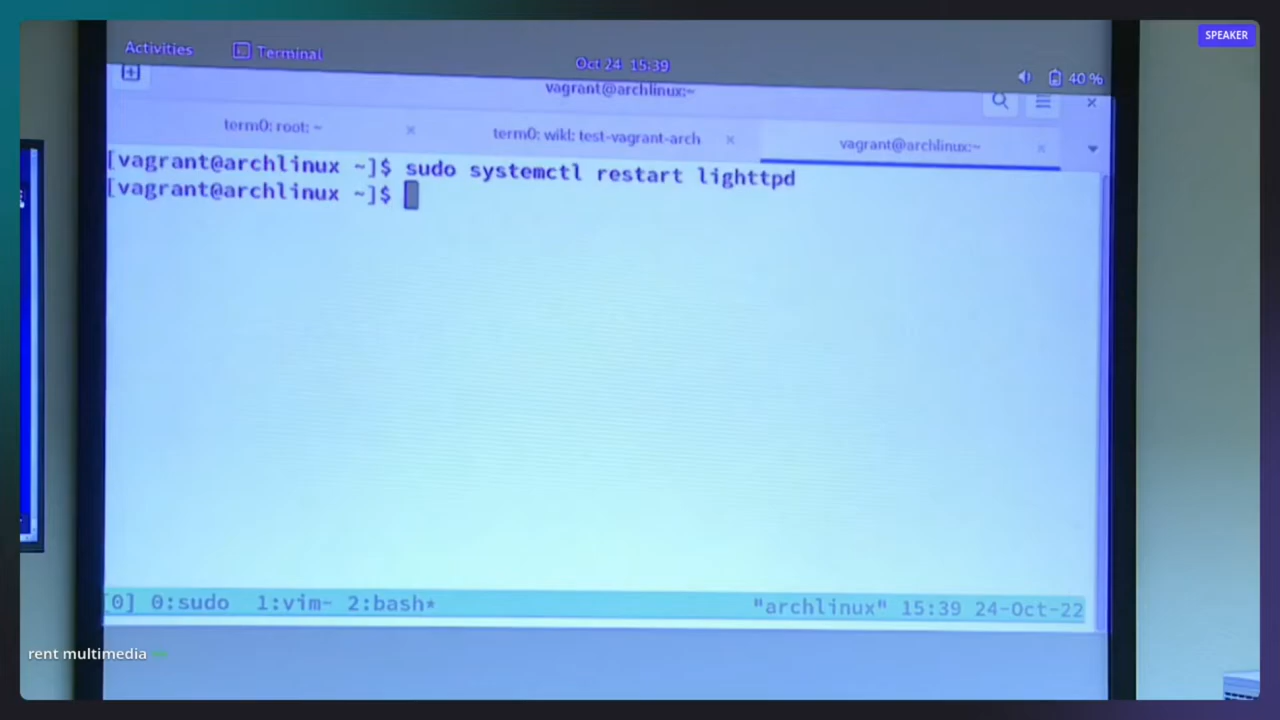 SPEAKER
Activities Terminal
Oct 24 15:39
40 %
vagrant@archlinux:~
term0: root: ~
term0: wiki: test-vagrant-arch
vagrant@archlinux:~
[vagrant@archlinux ~]$ sudo systemctl restart lighttpd
[vagrant@archlinux ~]$
[0] 0:sudo 1:vim- 2:bash* "archlinux" 15:39 24-Oct-22
rent multimedia